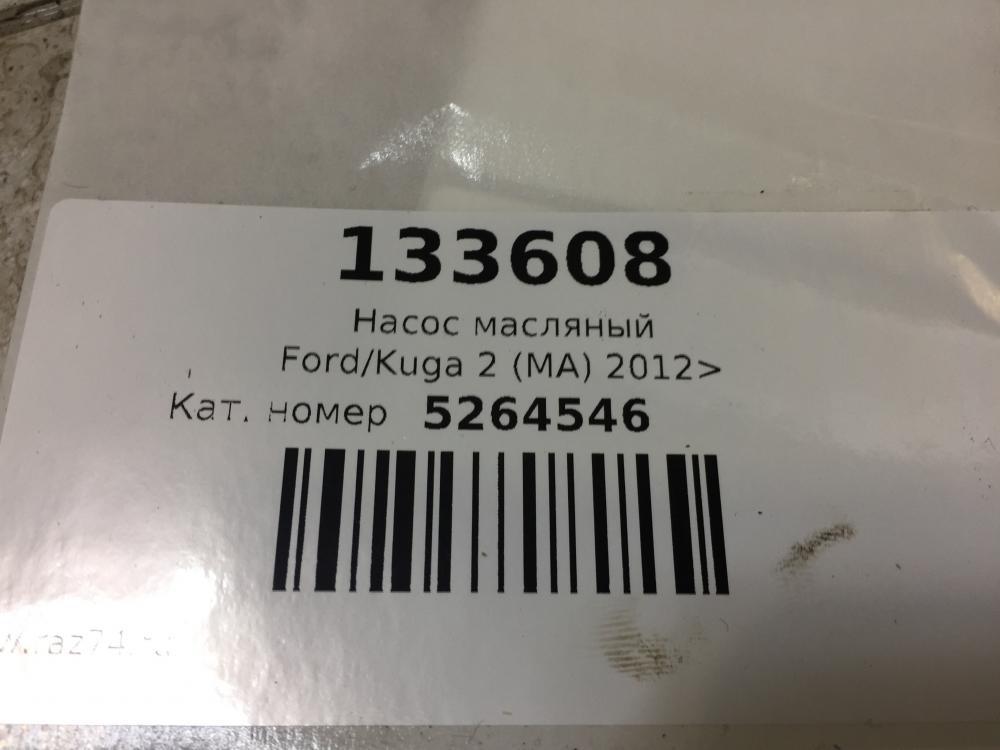 133608
Насос масляный
Ford/Kuga 2 (MA) 2012>
Кат. номер 5264546